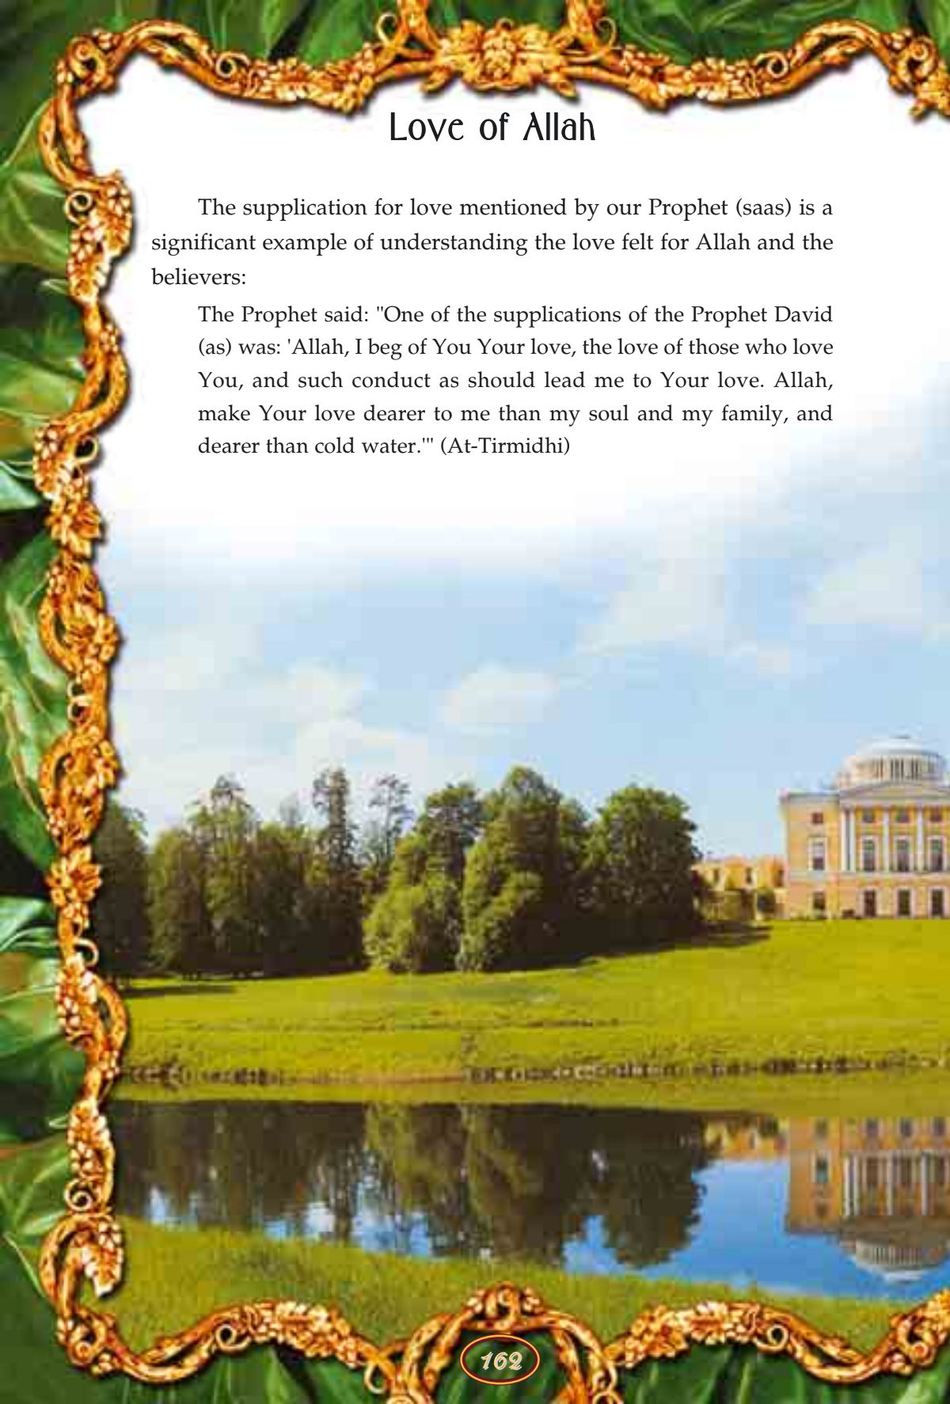 Love of Allah
The supplication for love mentioned by our Prophet (saas) is a
significant example of understanding the love felt for Allah and the
believers:
The Prophet said: "One of the supplications of the Prophet David
(as) was: 'Allah, I beg of You Your love, the love of those who love
You, and such conduct as should lead me to Your love. Allah,
make Your love dearer to me than my soul and my family, and
dearer than cold water.'" (At-Tirmidhi)
162